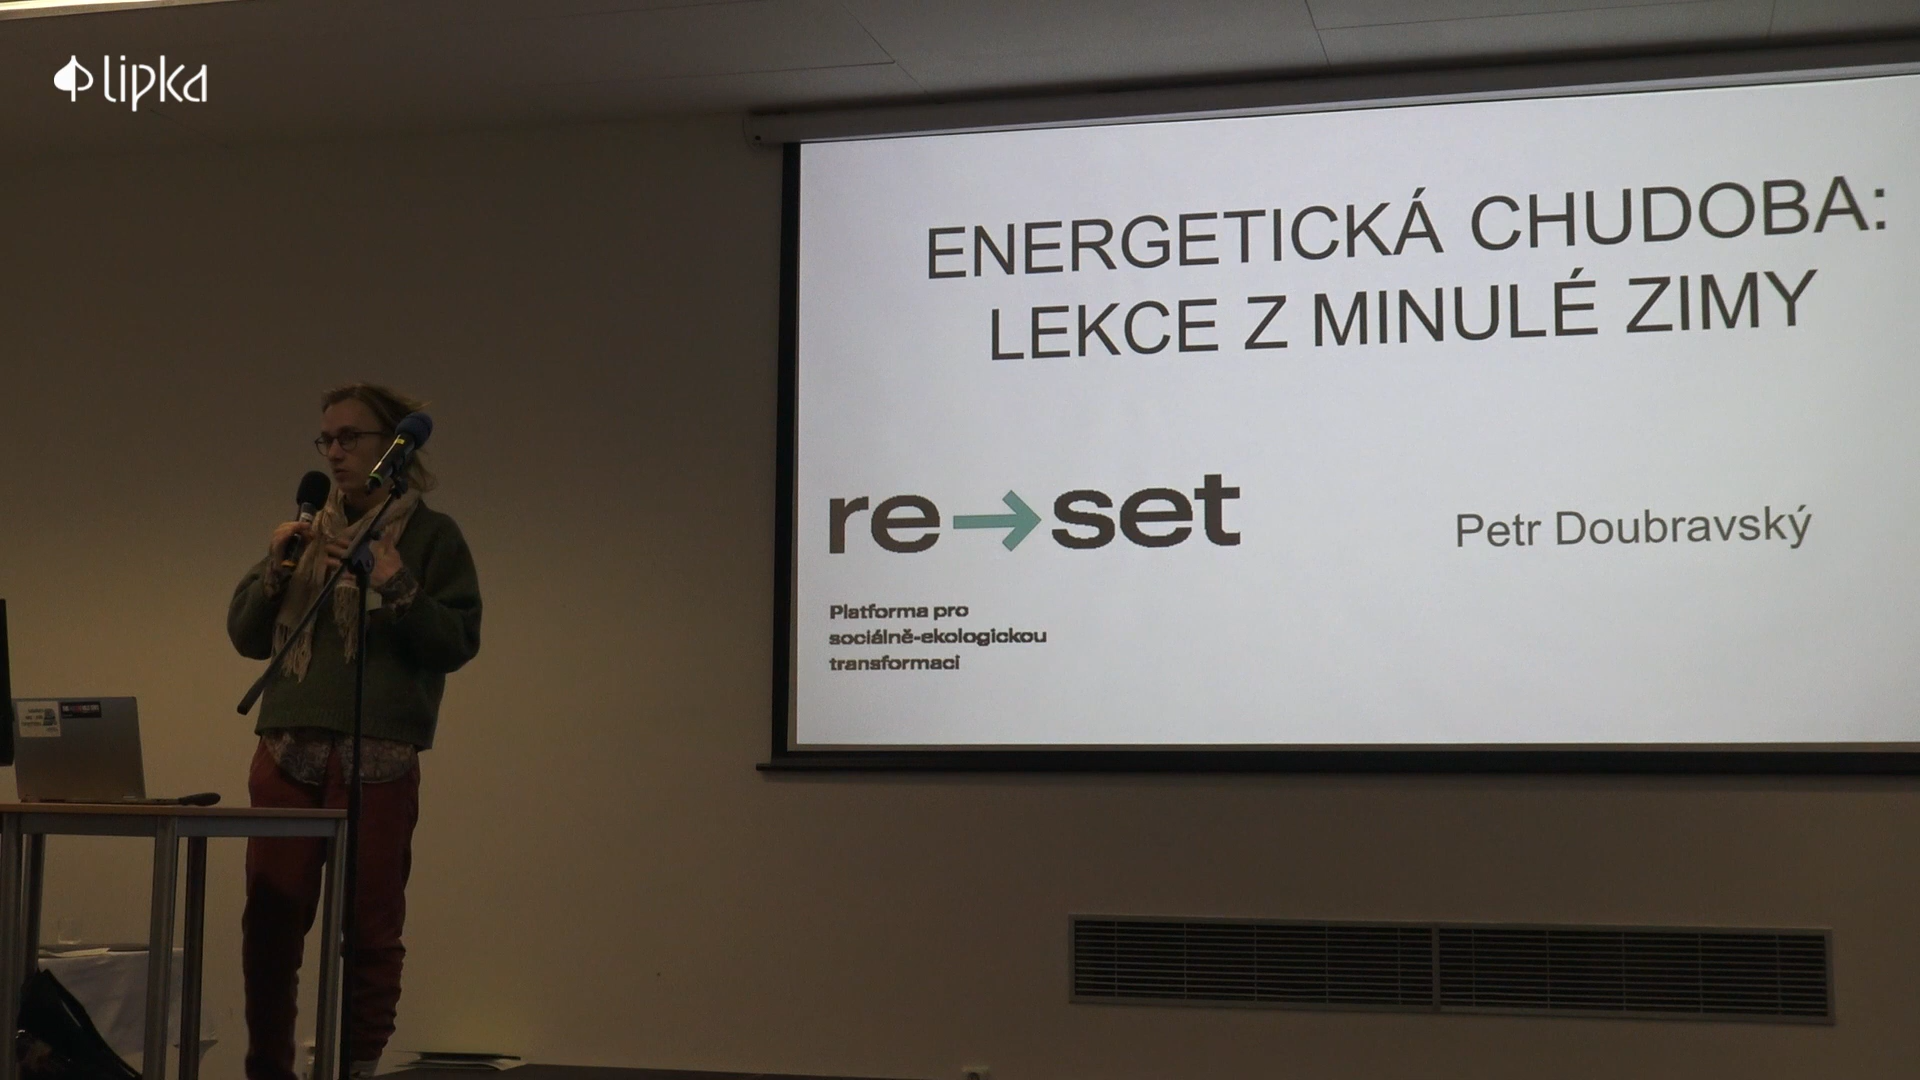 lipka
ENERGETICKÁ CHUDOBA:
LEKCE Z MINULÉ ZIMY
re→set
Petr Doubravský
Platforma pro
sociálně-ekologickou
transformaci